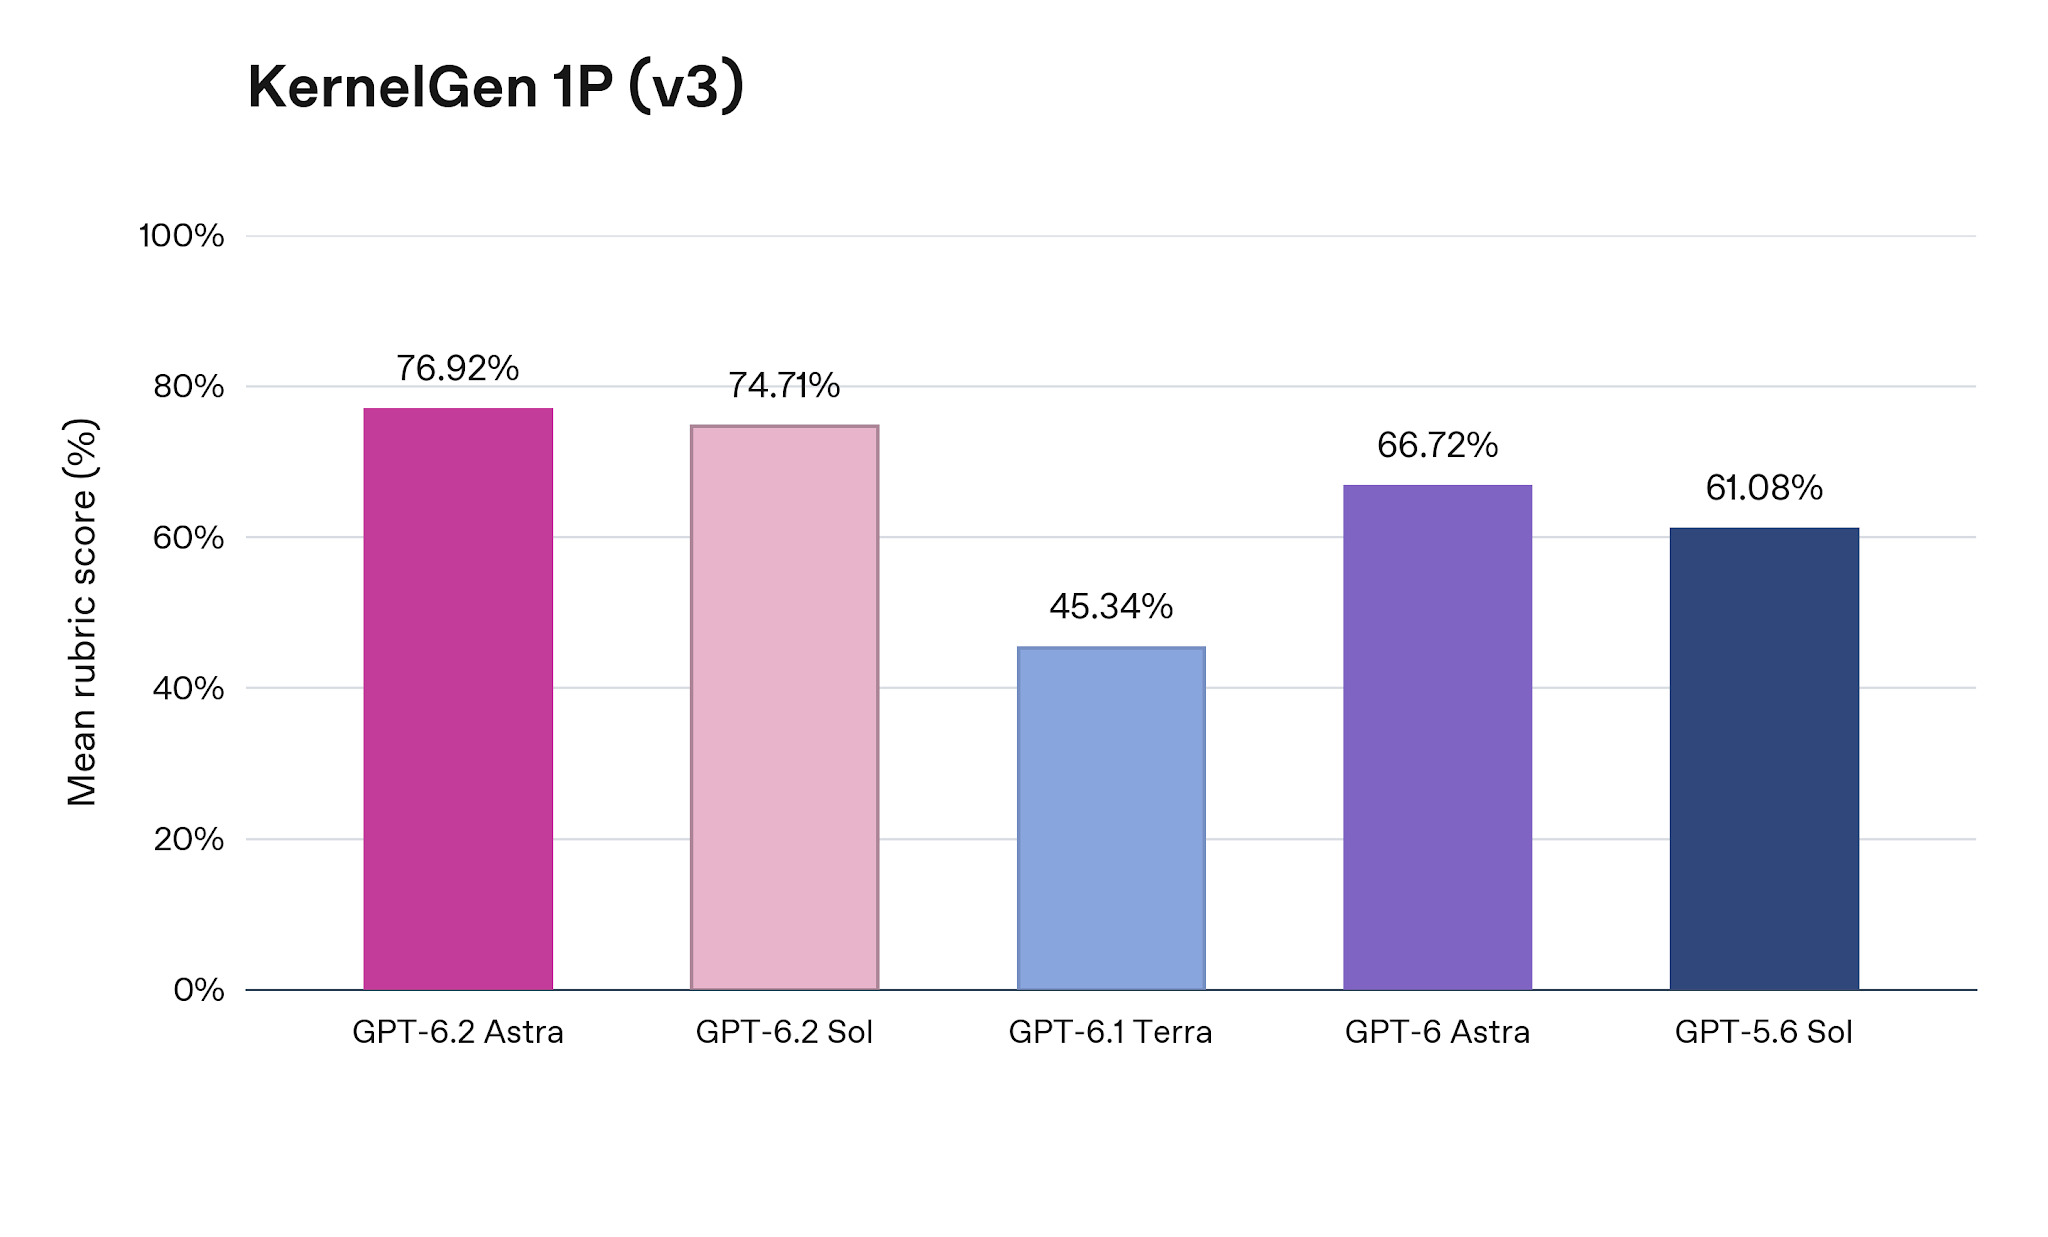 KernelGen 1P (v3)
Mean rubric score (%)
100%
80%
60%
40%
20%
0%
76.92%
74.71%
45.34%
66.72%
61.08%
GPT-6.2 Astra
GPT-6.2 Sol
GPT-6.1 Terra
GPT-6 Astra
GPT-5.6 Sol